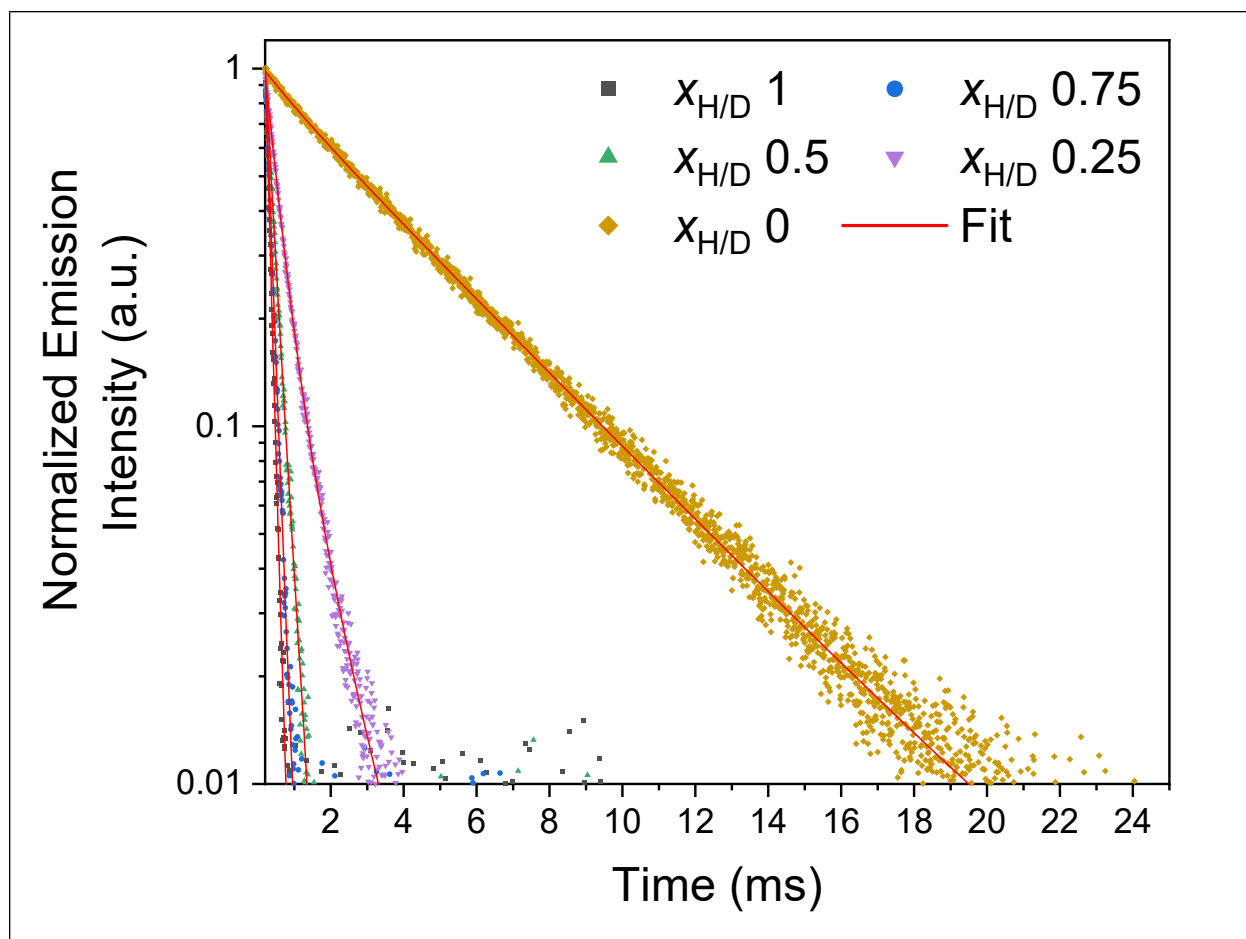 Normalized Emission
Intensity (a.u.)
1
0.1
0.01
x_H/D 1
x_H/D 0.75
x_H/D 0.5
x_H/D 0.25
x_H/D 0
Fit
2 4 6 8 10 12 14 16 18 20 22 24
Time (ms)